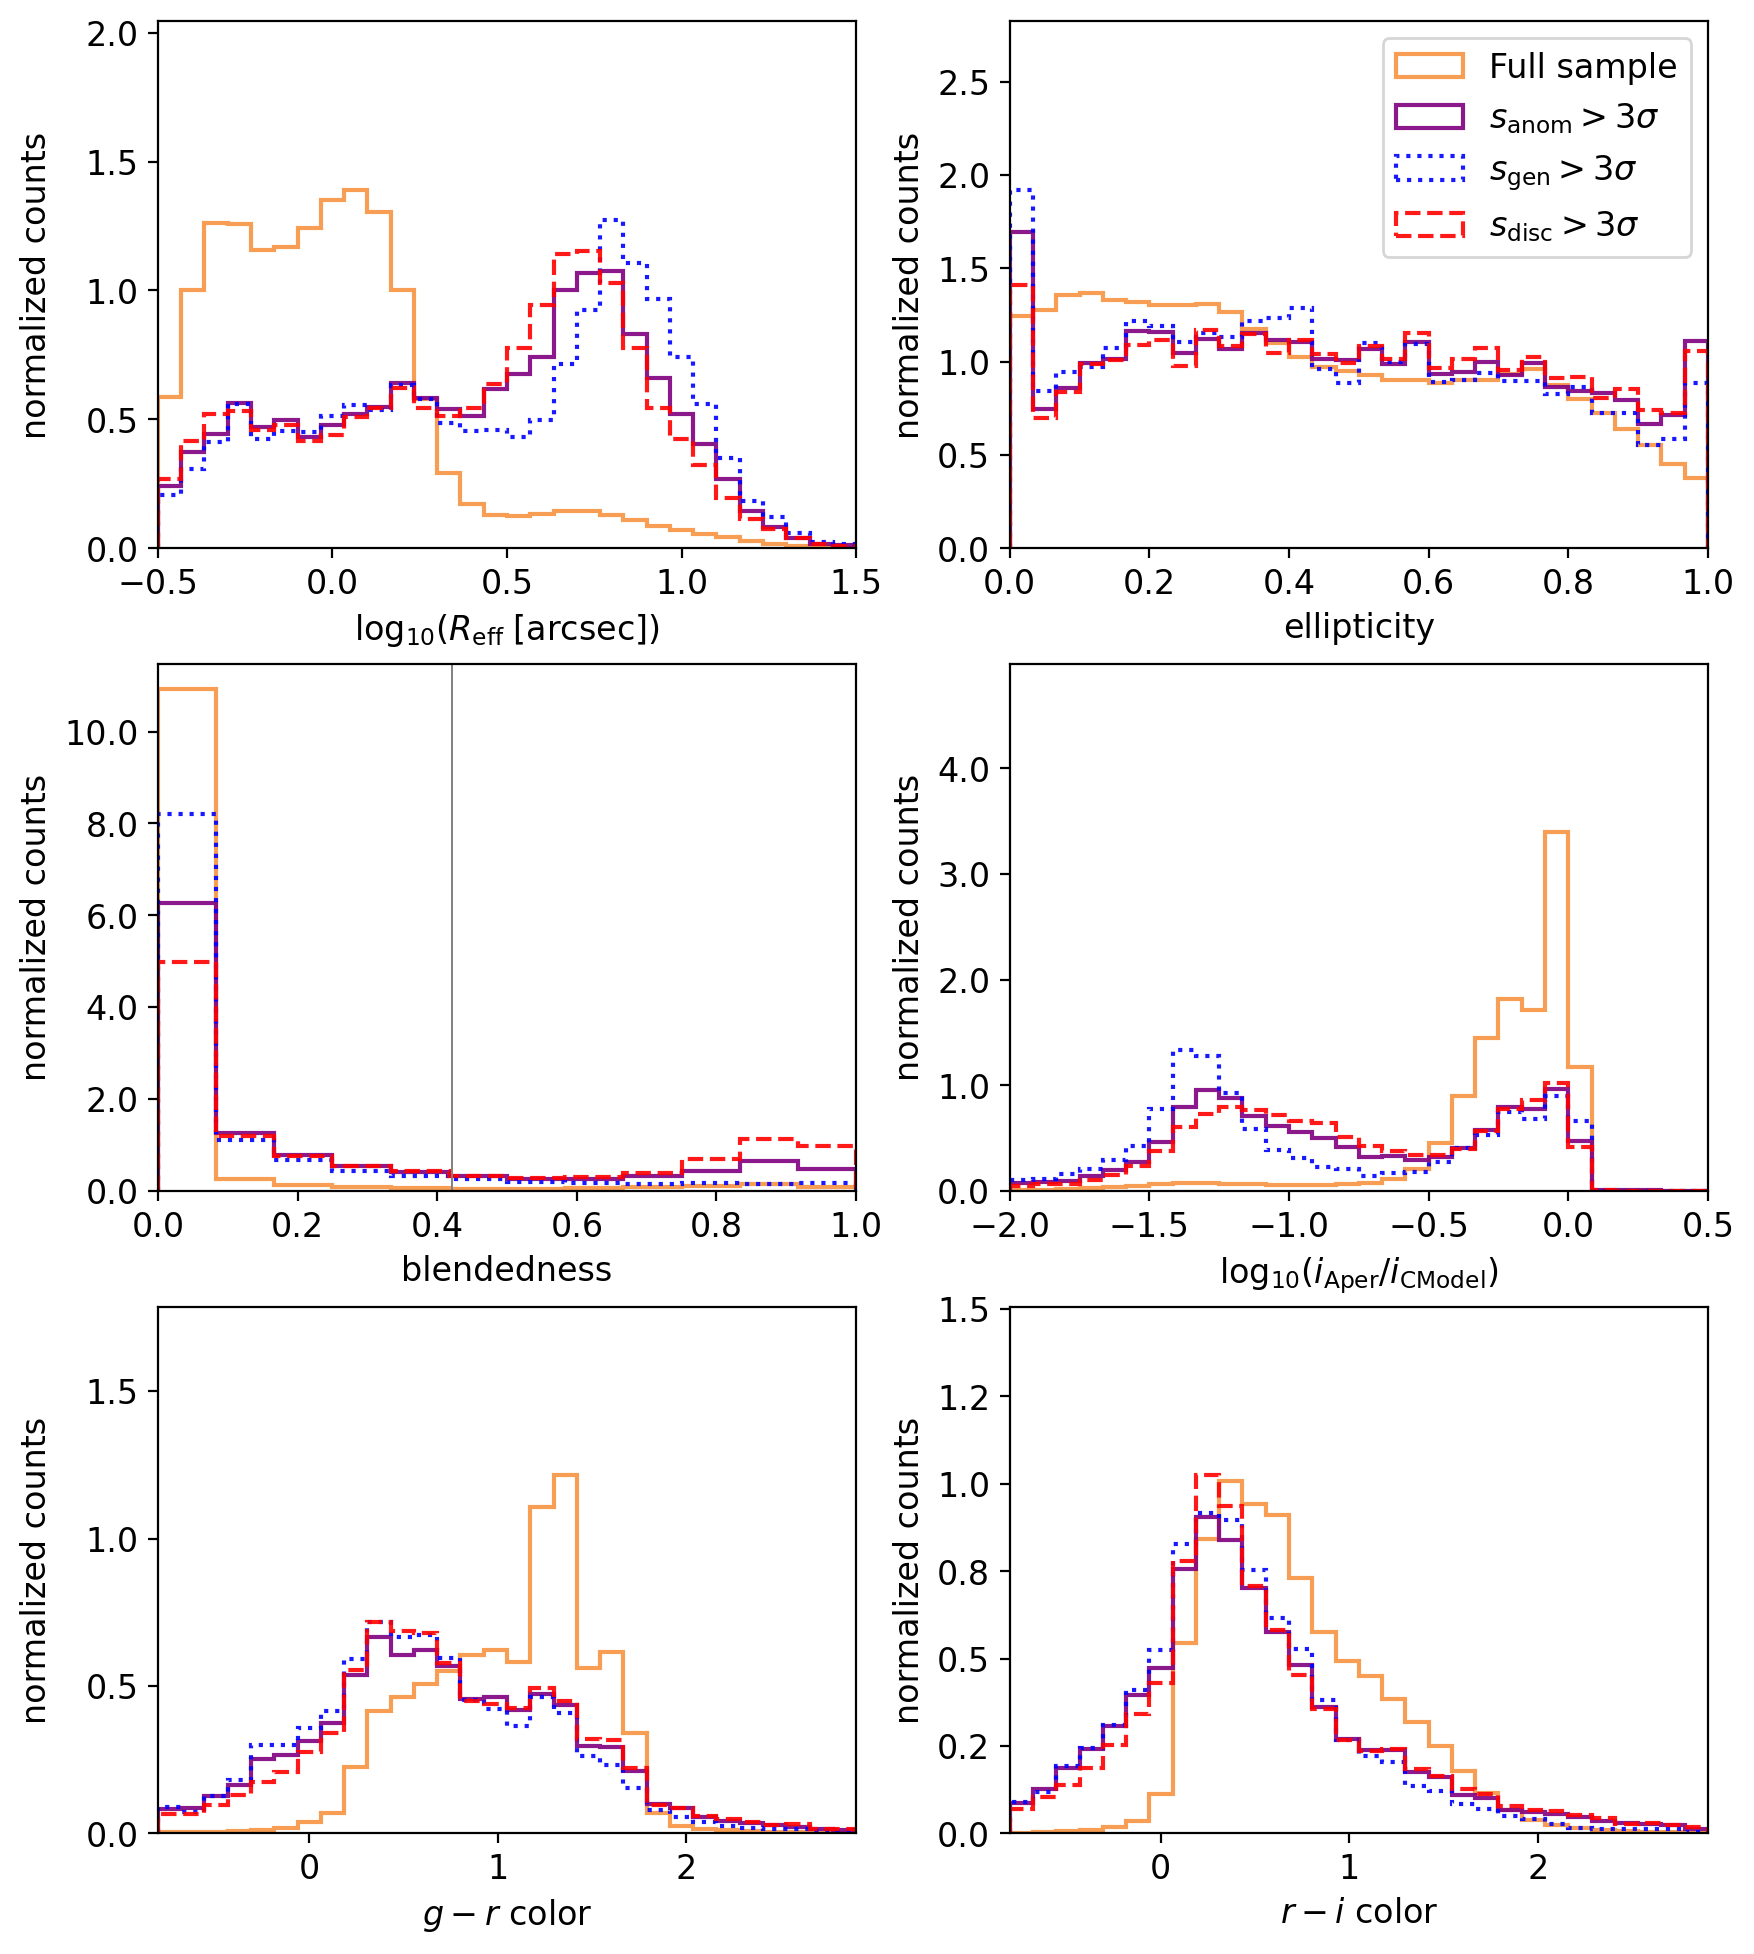 normalized counts
2.0
1.5
1.0
0.5
0.0
−0.5 0.0 0.5 1.0 1.5
log10(Reff [arcsec])
normalized counts
2.5
2.0
1.5
1.0
0.5
0.0
0.0 0.2 0.4 0.6 0.8 1.0
ellipticity
Full sample
sanom > 3σ
sgen > 3σ
sdisc > 3σ
normalized counts
10.0
8.0
6.0
4.0
2.0
0.0
0.0 0.2 0.4 0.6 0.8 1.0
blendedness
normalized counts
4.0
3.0
2.0
1.0
0.0
−2.0 −1.5 −1.0 −0.5 0.0 0.5
log10(iAper/iCModel)
normalized counts
1.5
1.0
0.5
0.0
0 1 2
g − r color
normalized counts
1.5
1.2
1.0
0.8
0.5
0.2
0.0
0 1 2
r − i color